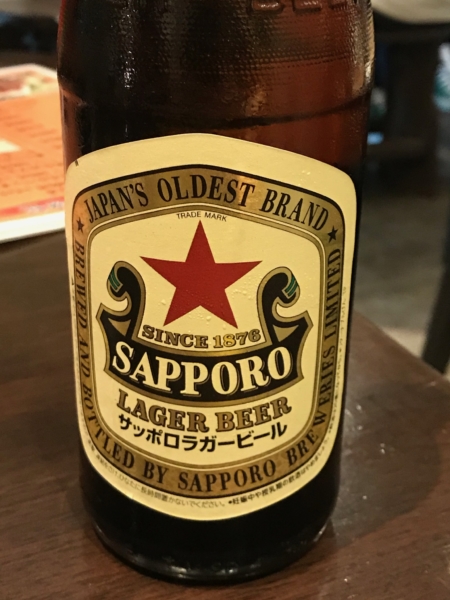 JAPAN'S OLDEST BRAND
TRADE MARK
SINCE 1876
SAPPORO
LAGER BEER
サッポロラガービール
BREWED AND BOTTLED BY SAPPORO BREWERIES LIMITED